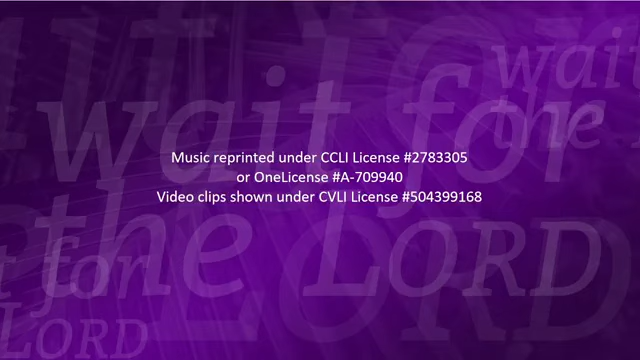 wait for
the LORD
wait
the
Music reprinted under CCLI License #2783305
or OneLicense #A-709940
Video clips shown under CVLI License #504399168
t for
LORD
LORD